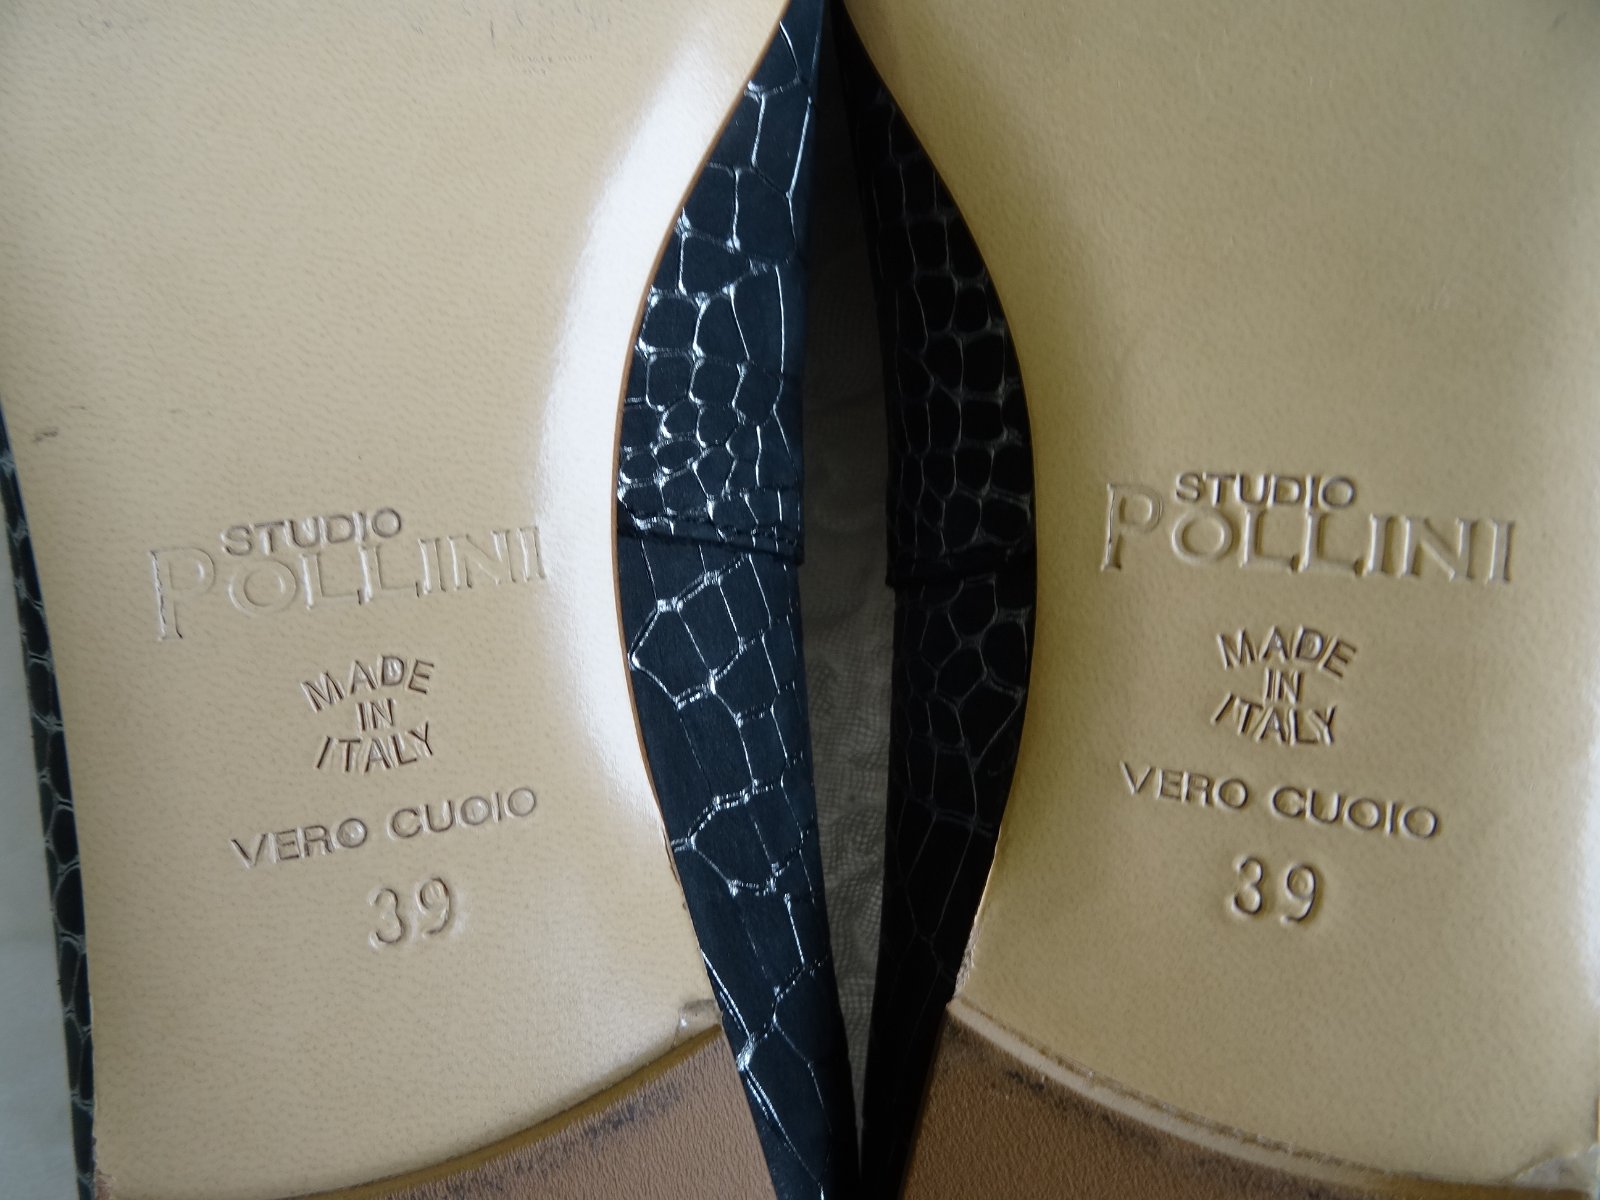 STUDIO
POLLINI
MADE
IN
ITALY
VERO CUOIO
39
STUDIO
POLLINI
MADE
IN
ITALY
VERO CUOIO
39